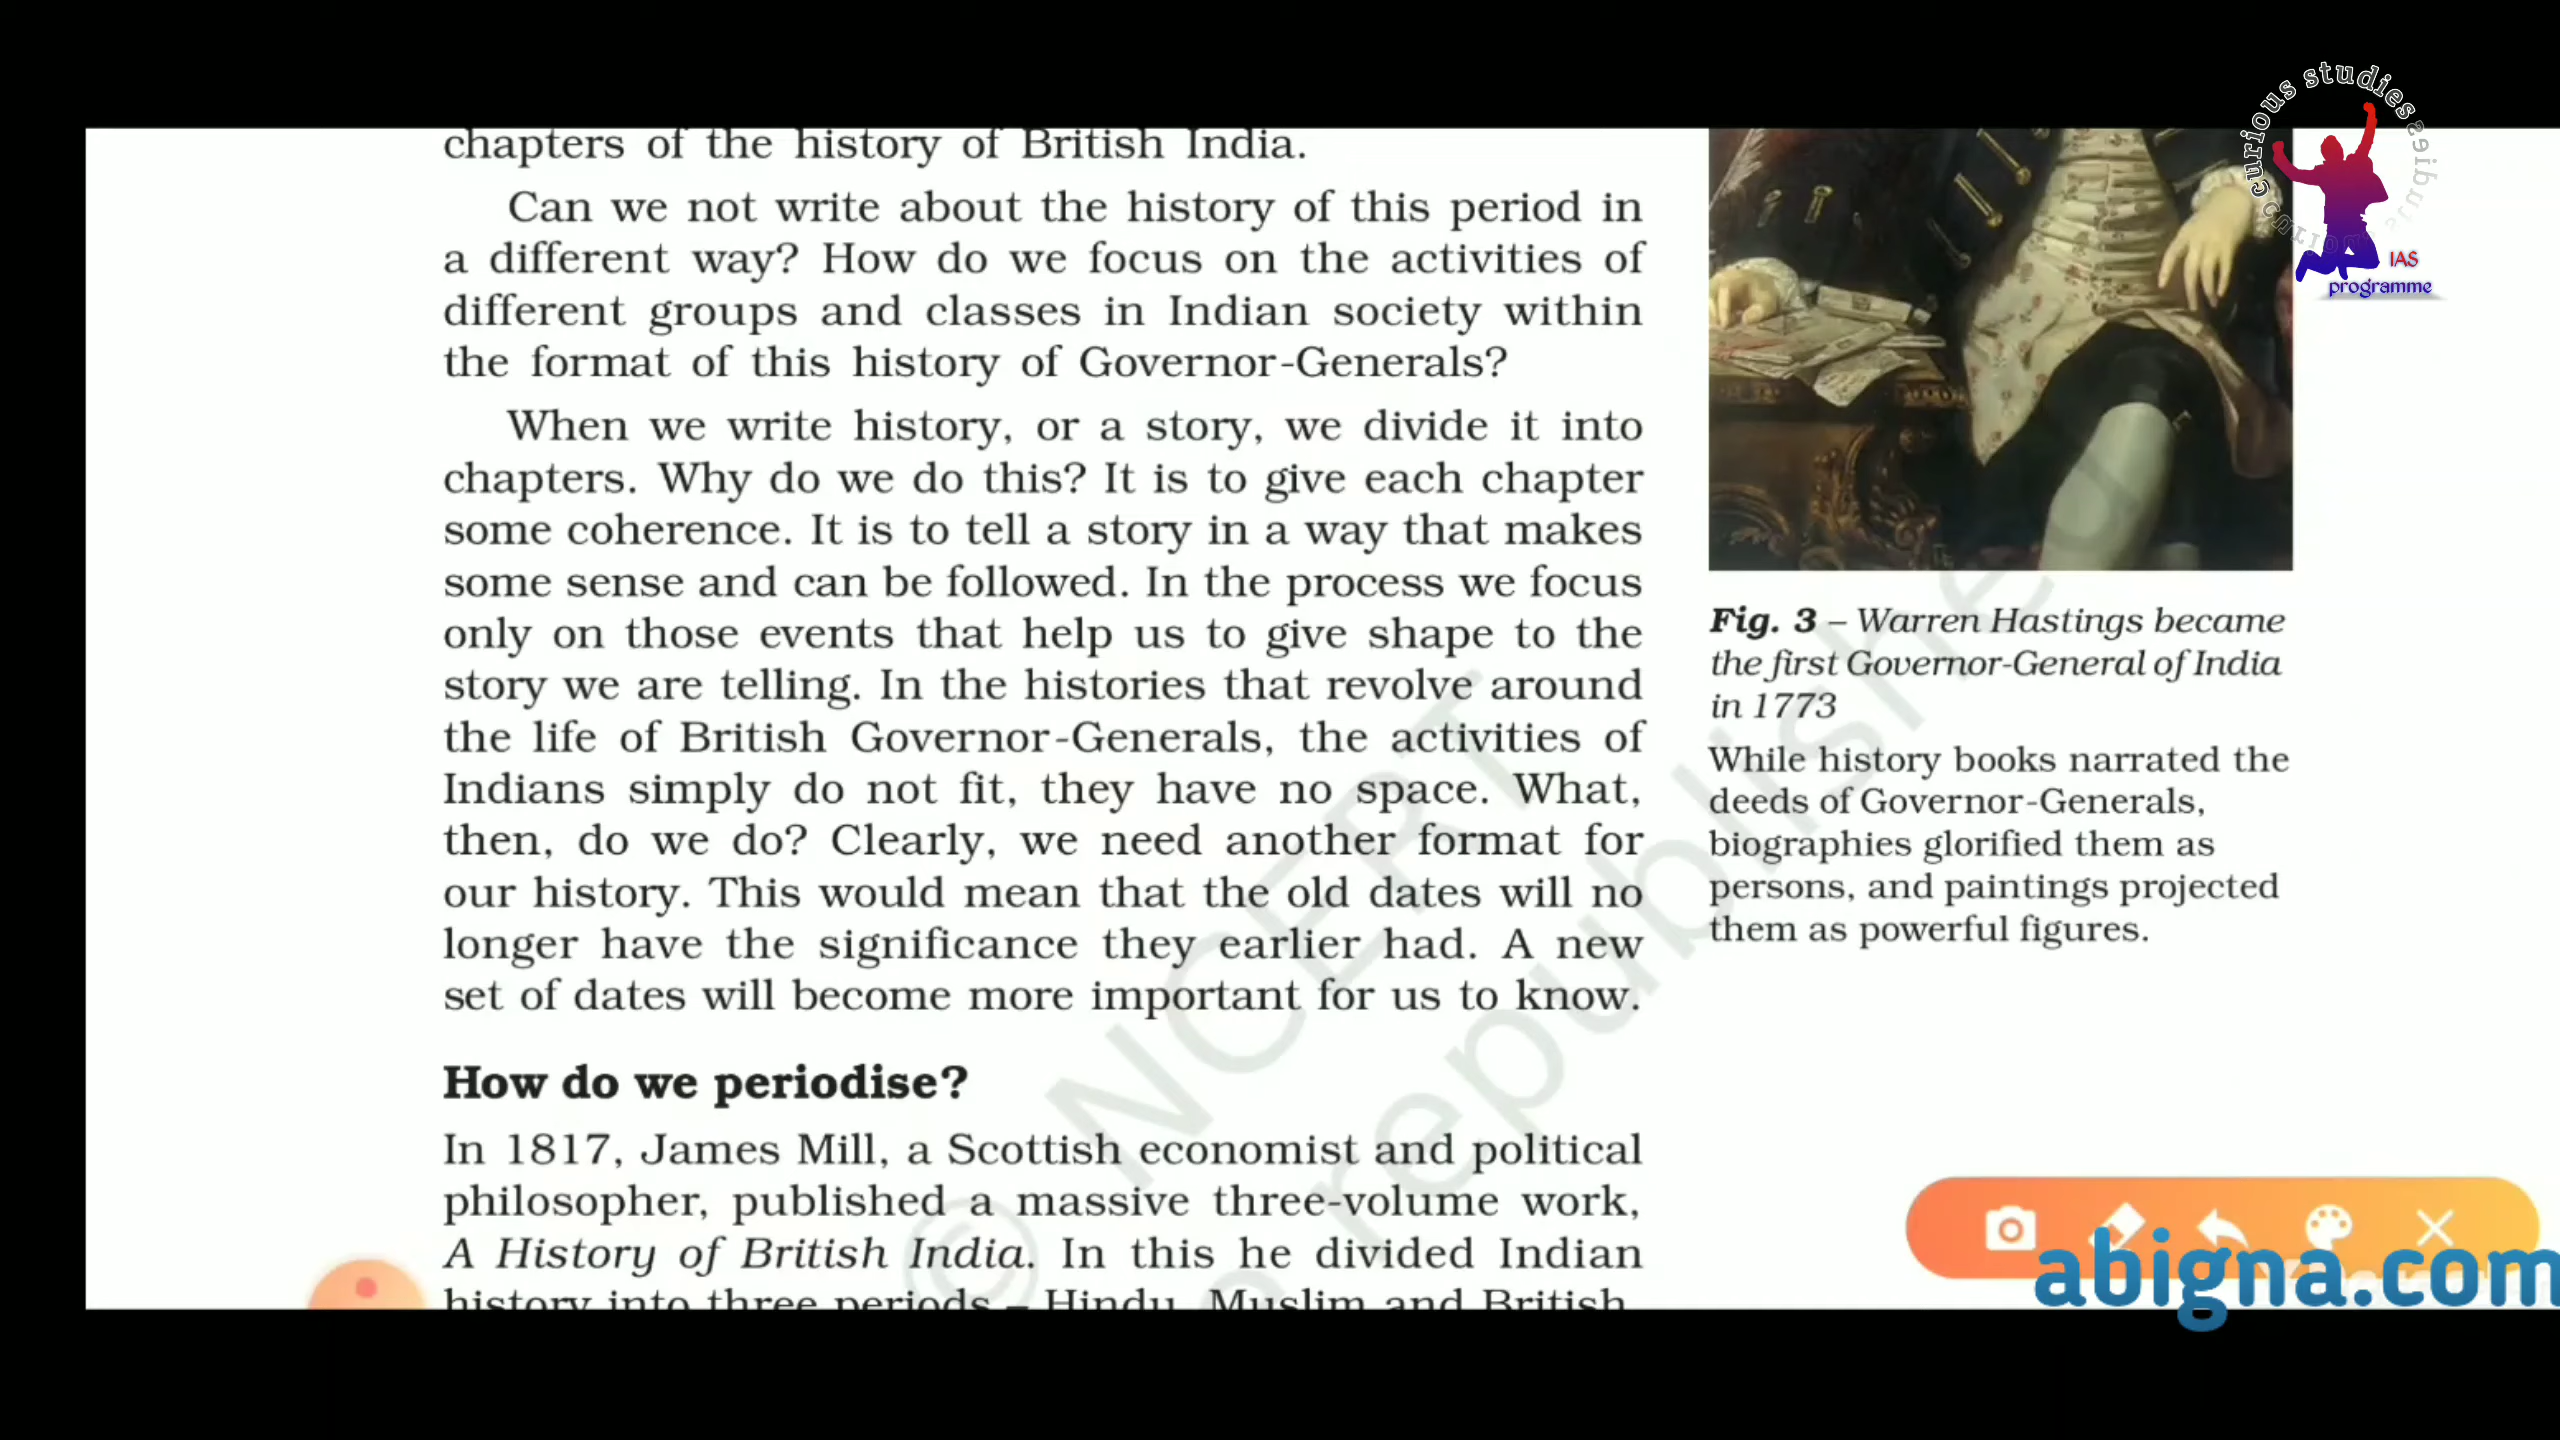 chapters of the history of British India.
Can we not write about the history of this period in
a different way? How do we focus on the activities of
different groups and classes in Indian society within
the format of this history of Governor-Generals?
When we write history, or a story, we divide it into
chapters. Why do we do this? It is to give each chapter
some coherence. It is to tell a story in a way that makes
some sense and can be followed. In the process we focus
only on those events that help us to give shape to the
story we are telling. In the histories that revolve around
the life of British Governor-Generals, the activities of
Indians simply do not fit, they have no space. What,
then, do we do? Clearly, we need another format for
our history. This would mean that the old dates will no
longer have the significance they earlier had. A new
set of dates will become more important for us to know.
How do we periodise?
In 1817, James Mill, a Scottish economist and political
philosopher, published a massive three-volume work,
A History of British India. In this he divided Indian
history into three periods – Hindu, Muslim and British.
Fig. 3 – Warren Hastings became
the first Governor-General of India
in 1773
While history books narrated the
deeds of Governor-Generals,
biographies glorified them as
persons, and paintings projected
them as powerful figures.
© NCERT
republished
curious studies
IAS
programme
abigna.com